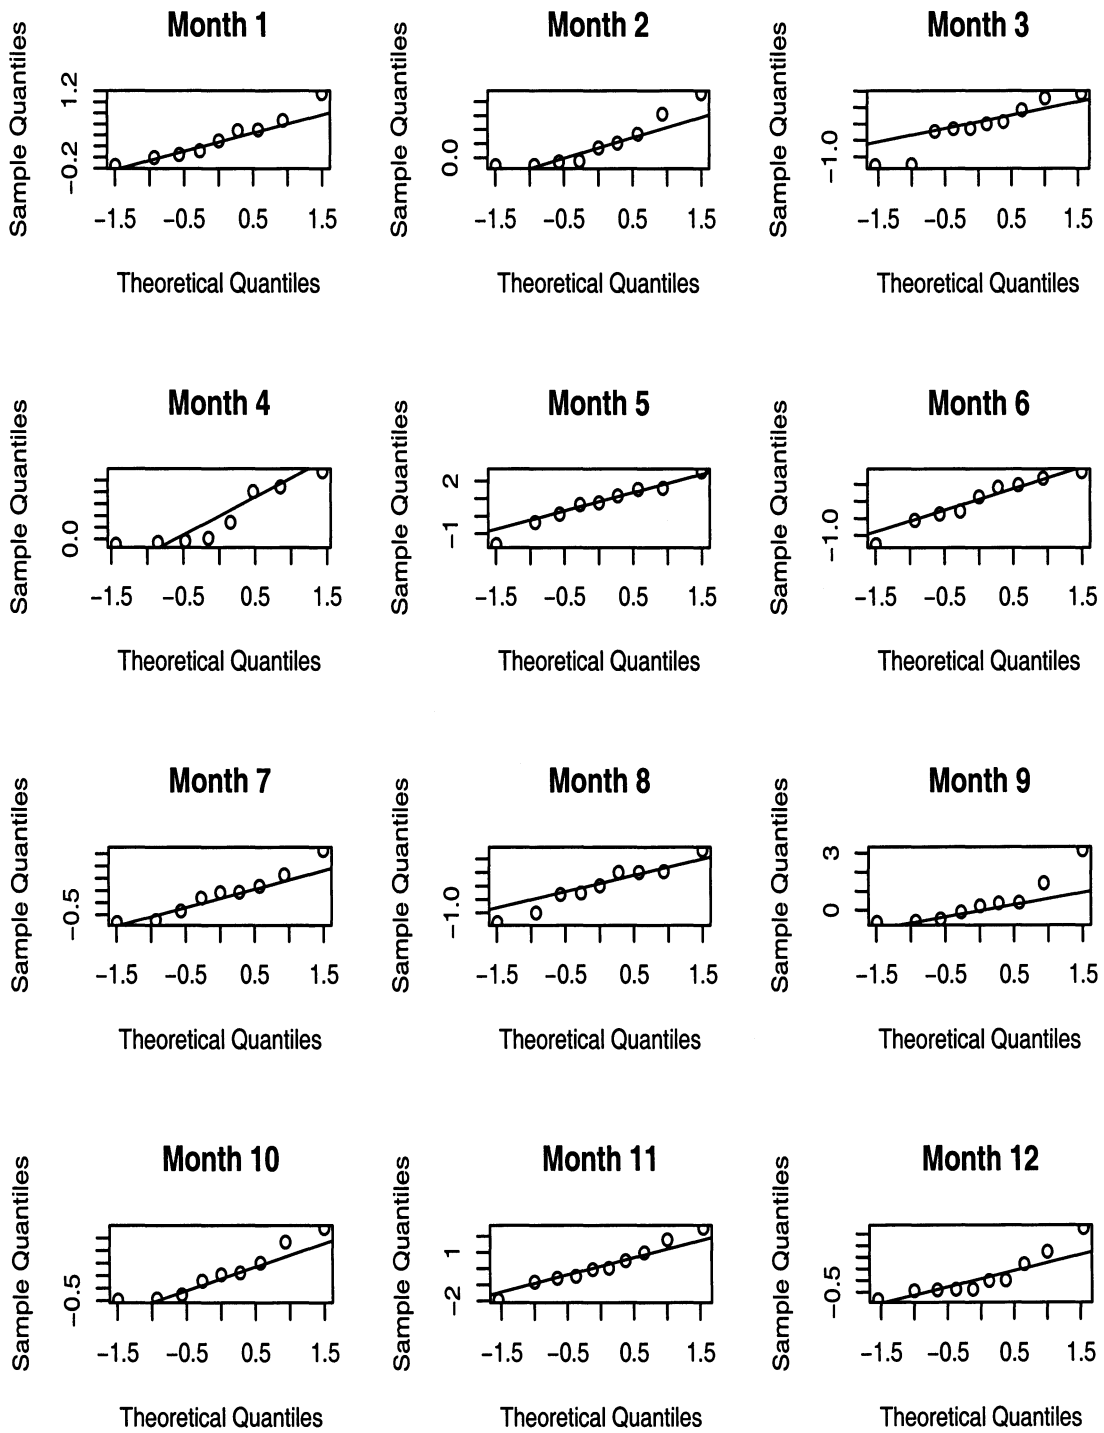 Month 1
Sample Quantiles
1.2
−0.2
−1.5 −0.5 0.5 1.5
Theoretical Quantiles
Month 2
Sample Quantiles
0.0
−1.5 −0.5 0.5 1.5
Theoretical Quantiles
Month 3
Sample Quantiles
−1.0
−1.5 −0.5 0.5 1.5
Theoretical Quantiles
Month 4
Sample Quantiles
0.0
−1.5 −0.5 0.5 1.5
Theoretical Quantiles
Month 5
Sample Quantiles
2
−1
−1.5 −0.5 0.5 1.5
Theoretical Quantiles
Month 6
Sample Quantiles
−1.0
−1.5 −0.5 0.5 1.5
Theoretical Quantiles
Month 7
Sample Quantiles
−0.5
−1.5 −0.5 0.5 1.5
Theoretical Quantiles
Month 8
Sample Quantiles
−1.0
−1.5 −0.5 0.5 1.5
Theoretical Quantiles
Month 9
Sample Quantiles
3
0
−1.5 −0.5 0.5 1.5
Theoretical Quantiles
Month 10
Sample Quantiles
−0.5
−1.5 −0.5 0.5 1.5
Theoretical Quantiles
Month 11
Sample Quantiles
1
−2
−1.5 −0.5 0.5 1.5
Theoretical Quantiles
Month 12
Sample Quantiles
−0.5
−1.5 −0.5 0.5 1.5
Theoretical Quantiles